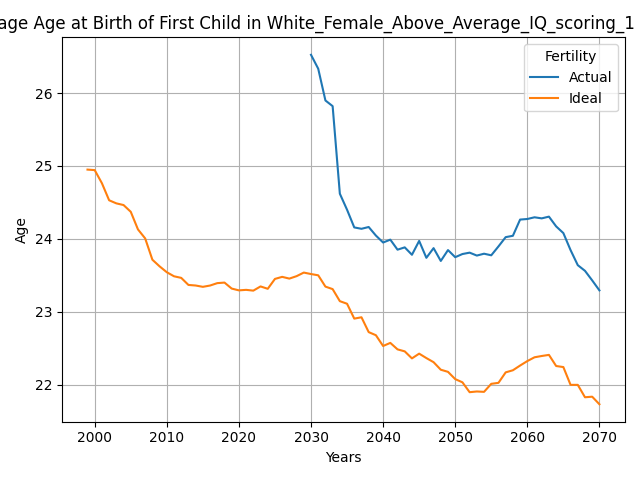 age Age at Birth of First Child in White_Female_Above_Average_IQ_scoring_1
Fertility
Actual
Ideal
Age
26
25
24
23
22
2000 2010 2020 2030 2040 2050 2060 2070
Years